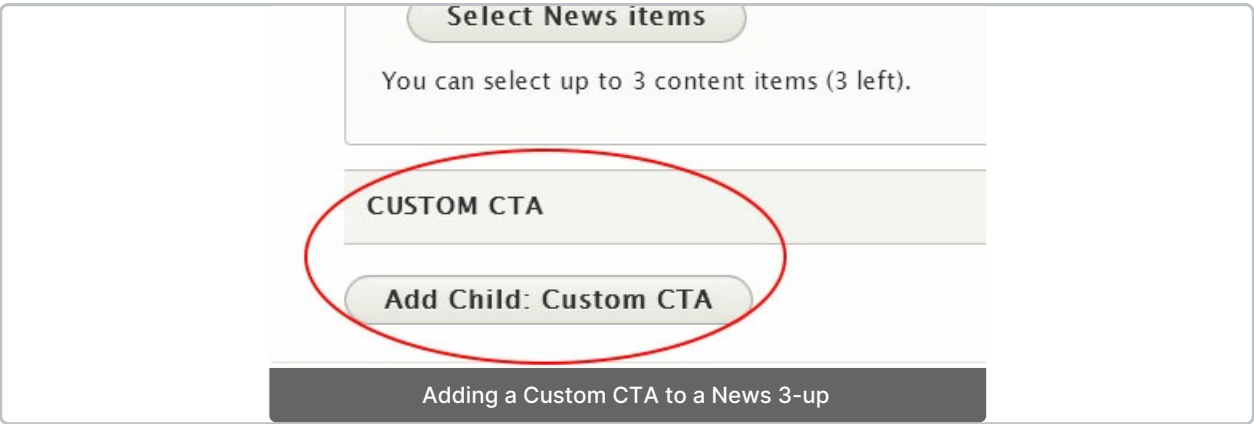 Select News items
You can select up to 3 content items (3 left).
CUSTOM CTA
Add Child: Custom CTA
Adding a Custom CTA to a News 3-up